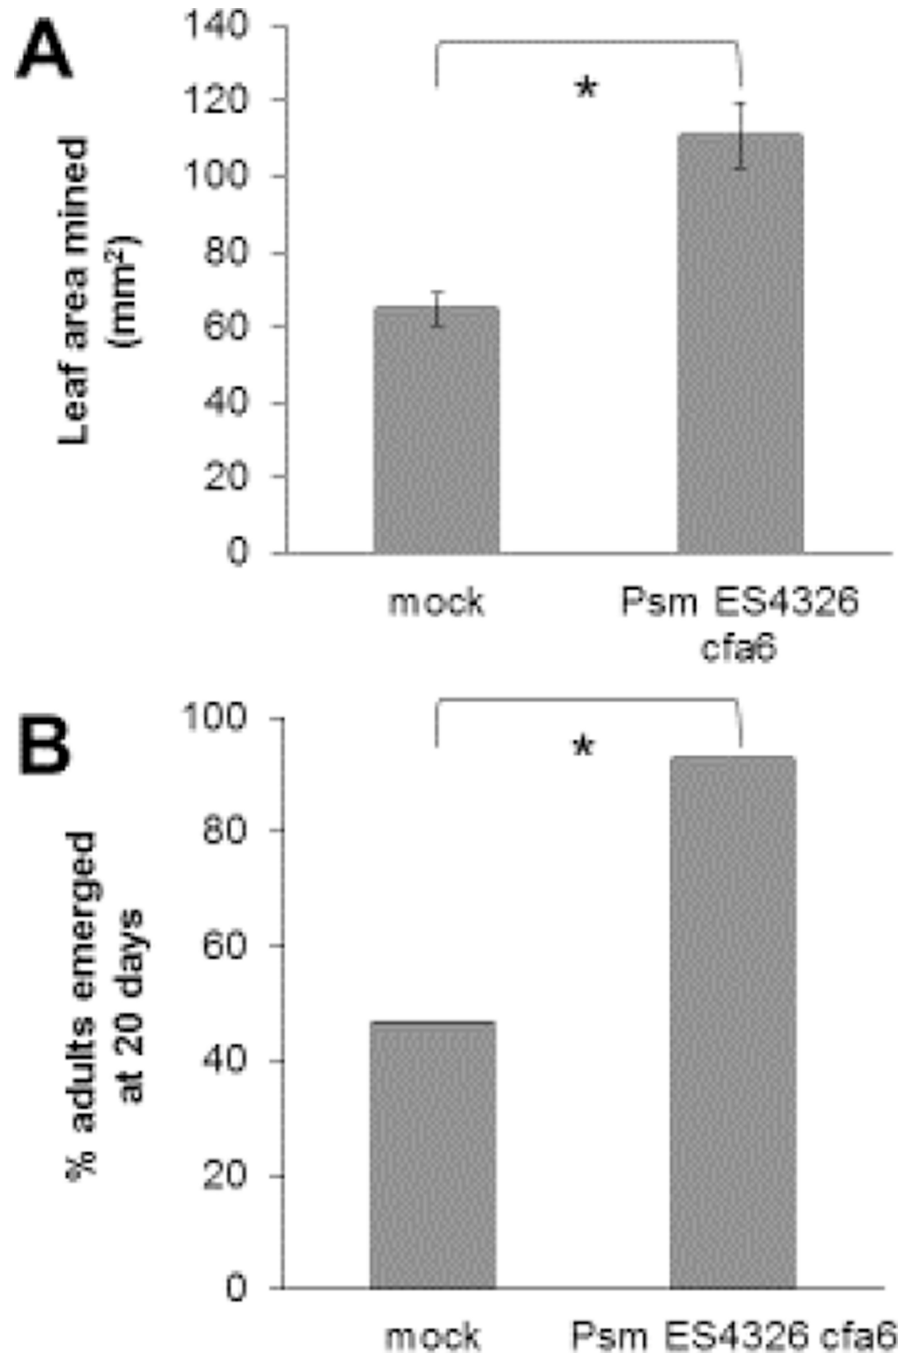 A
140
120
100
80
60
40
20
0
Leaf area mined
(mm²)
*
mock
Psm ES4326
cfa6
B
100
80
60
40
20
0
% adults emerged
at 20 days
*
mock
Psm ES4326 cfa6